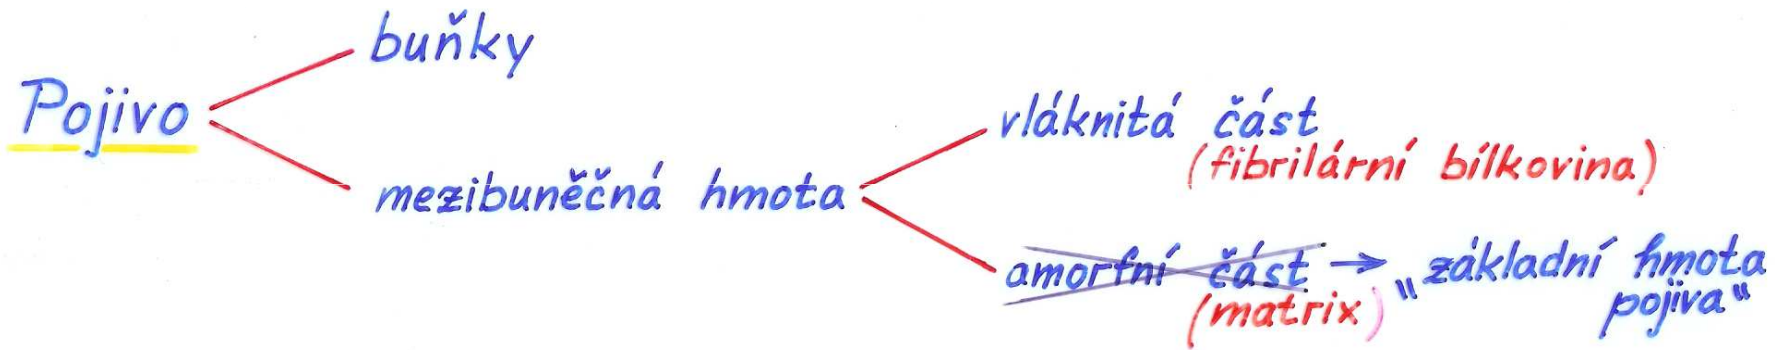 buňky
Pojivo
vláknitá část
(fibrilární bílkovina)
mezibuněčná hmota
amorfní část → „základní hmota
(matrix)
pojiva"